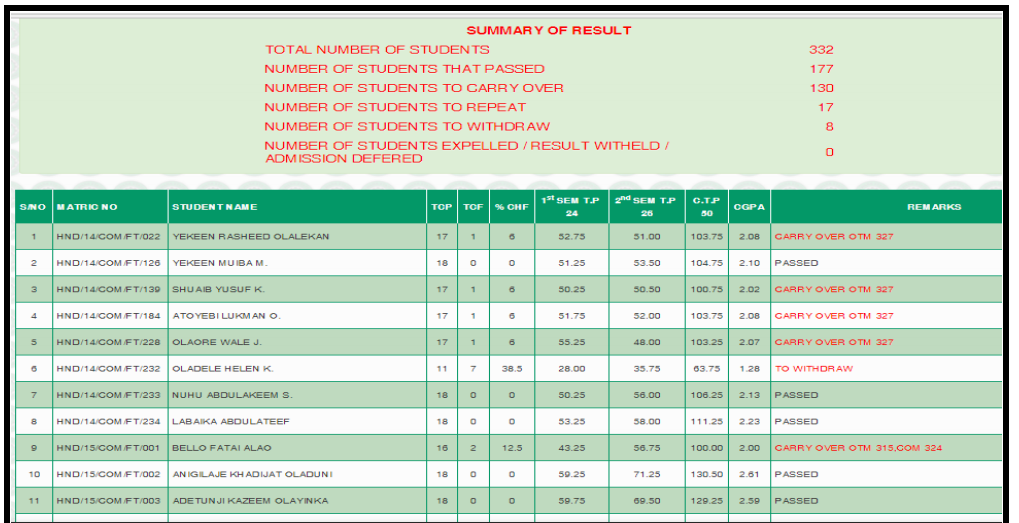 SUMMARY OF RESULT
TOTAL NUMBER OF STUDENTS 332
NUMBER OF STUDENTS THAT PASSED 177
NUMBER OF STUDENTS TO CARRY OVER 130
NUMBER OF STUDENTS TO REPEAT 17
NUMBER OF STUDENTS TO WITHDRAW 8
NUMBER OF STUDENTS EXPELLED / RESULT WITHELD /
ADMISSION DEFERED 0
S/NO MATRIC NO STUDENT NAME TCP TCF % CHF 1st SEM T.P 24 2nd SEM T.P 26 C.T.P 50 CGPA REMARKS
1 HND/14/COM/FT/022 YEKEEN RASHEED OLALEKAN 17 1 6 52.75 51.00 103.75 2.08 CARRY OVER OTM 327
2 HND/14/COM/FT/126 YEKEEN MUIBA M. 18 0 0 51.25 53.50 104.75 2.10 PASSED
3 HND/14/COM/FT/139 SHUAIB YUSUF K. 17 1 6 50.25 50.50 100.75 2.02 CARRY OVER OTM 327
4 HND/14/COM/FT/184 ATOYEBI LUKMAN O. 17 1 6 51.75 52.00 103.75 2.08 CARRY OVER OTM 327
5 HND/14/COM/FT/228 OLAORE WALE J. 17 1 6 55.25 48.00 103.25 2.07 CARRY OVER OTM 327
6 HND/14/COM/FT/232 OLADELE HELEN K. 11 7 38.5 28.00 35.75 63.75 1.28 TO WITHDRAW
7 HND/14/COM/FT/233 NUHU ABDULAKEEM S. 18 0 0 50.25 56.00 106.25 2.13 PASSED
8 HND/14/COM/FT/234 LABAIKA ABDULATEEF 18 0 0 53.25 58.00 111.25 2.23 PASSED
9 HND/15/COM/FT/001 BELLO FATAI ALAO 16 2 12.5 43.25 56.75 100.00 2.00 CARRY OVER OTM 315,COM 324
10 HND/15/COM/FT/002 ANIGILAJE KHADIJAT OLADUNI 18 0 0 59.25 71.25 130.50 2.61 PASSED
11 HND/15/COM/FT/003 ADETUNJI KAZEEM OLAYINKA 18 0 0 59.75 69.50 129.25 2.59 PASSED